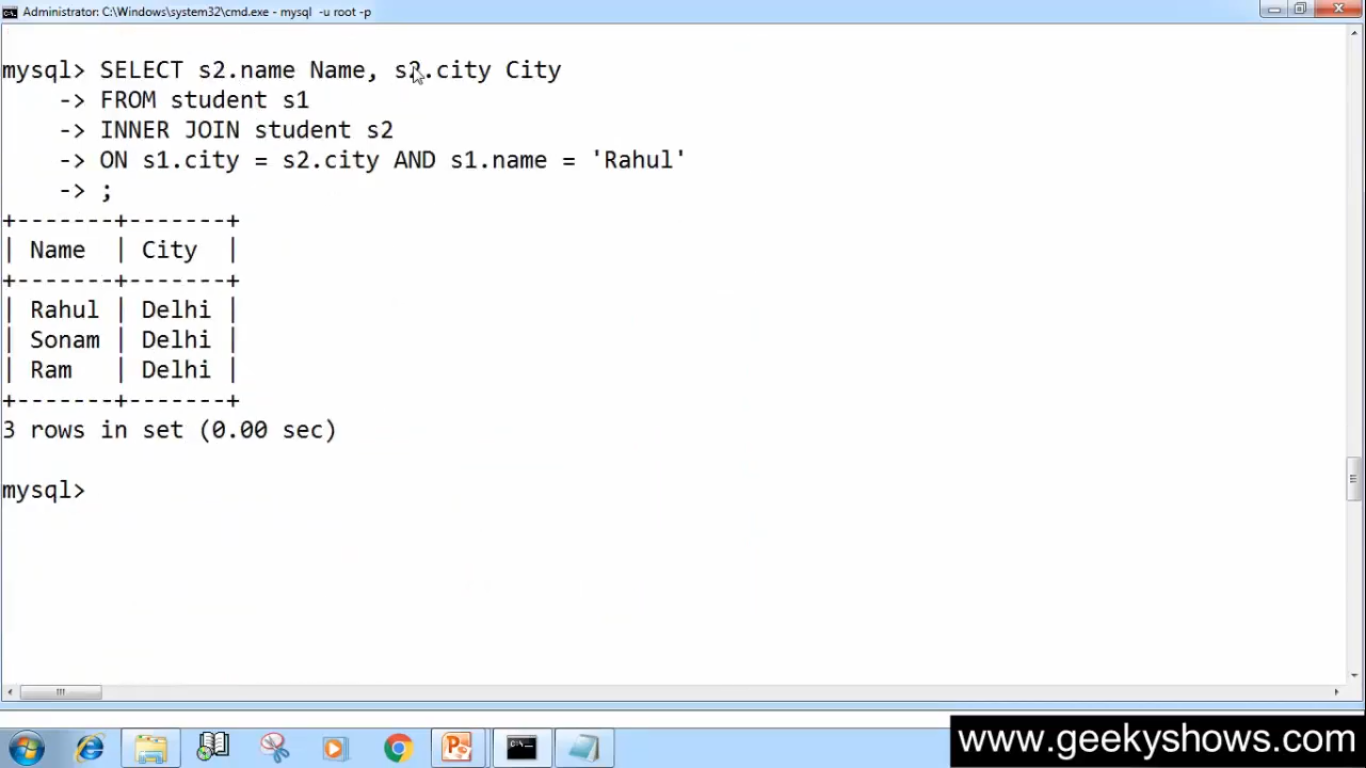 Administrator: C:\Windows\system32\cmd.exe - mysql -u root -p
mysql> SELECT s2.name Name, s2.city City
-> FROM student s1
-> INNER JOIN student s2
-> ON s1.city = s2.city AND s1.name = 'Rahul'
-> ;
+-------+-------+
| Name | City |
+-------+-------+
| Rahul | Delhi |
| Sonam | Delhi |
| Ram | Delhi |
+-------+-------+
3 rows in set (0.00 sec)
mysql>
www.geekyshows.com